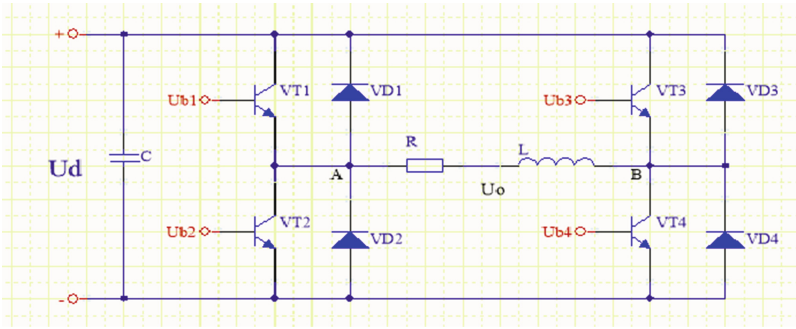 +
Ub1 VT1 VD1 Ub3 VT3 VD3
R
Ud C L
A Uo B
Ub2 VT2 VD2 Ub4 VT4 VD4
-